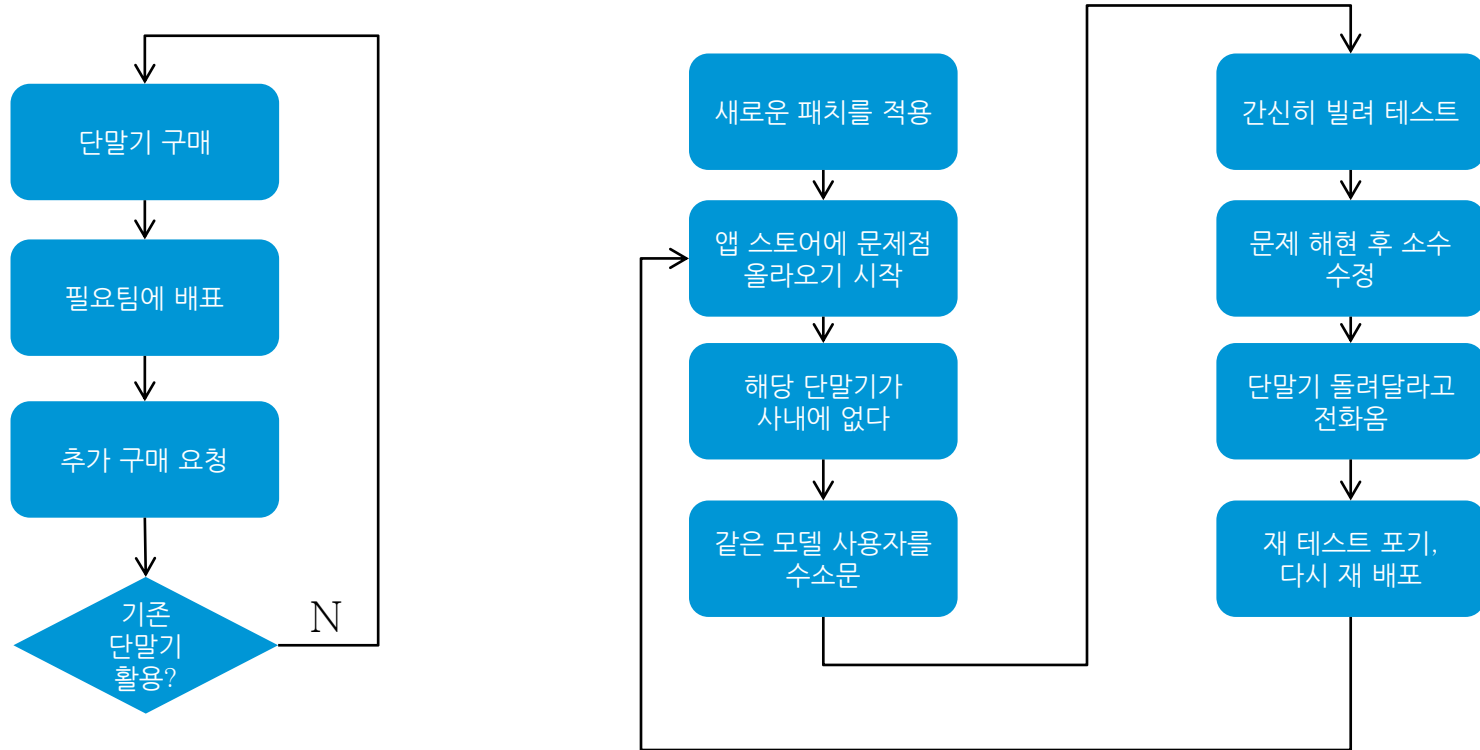 단말기 구매
필요팀에 배표
추가 구매 요청
기존
단말기
활용?
N
새로운 패치를 적용
앱 스토어에 문제점
올라오기 시작
해당 단말기가
사내에 없다
같은 모델 사용자를
수소문
간신히 빌려 테스트
문제 해현 후 소수
수정
단말기 돌려달라고
전화옴
재 테스트 포기,
다시 재 배포